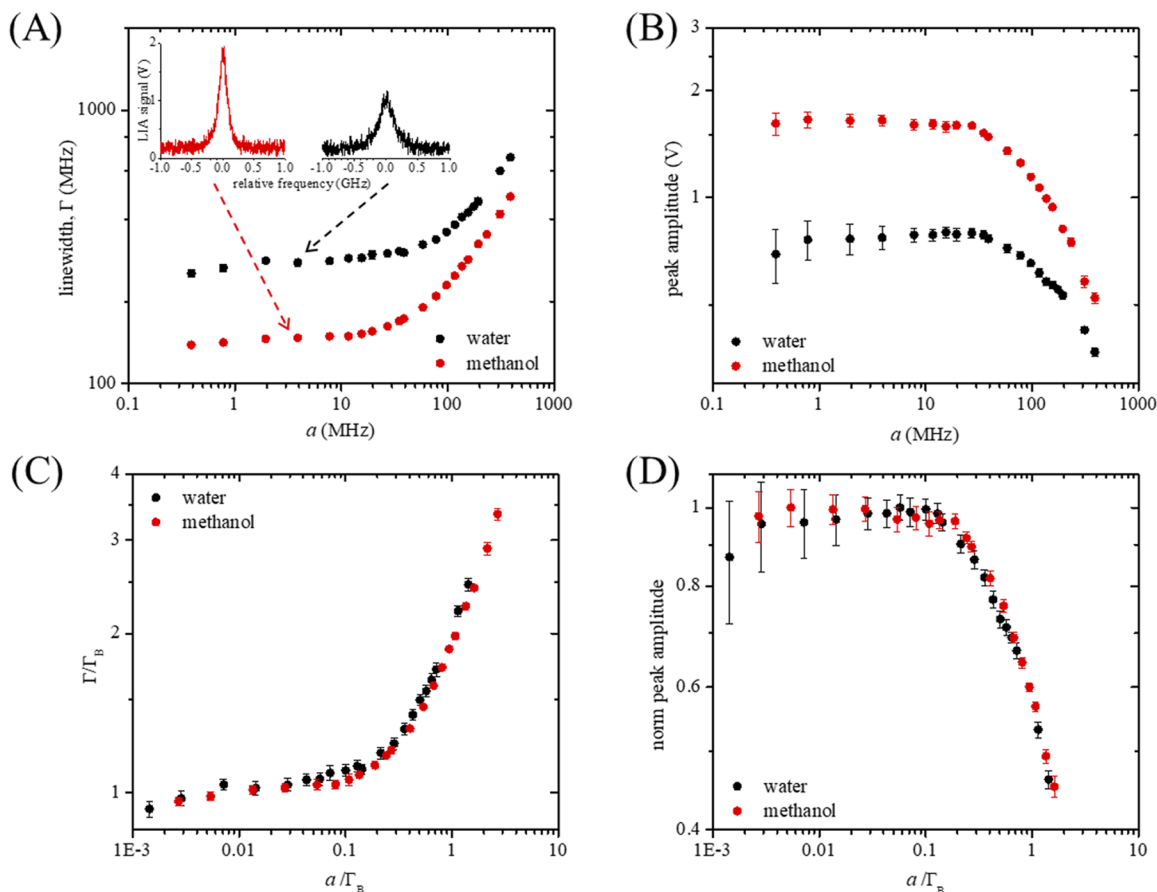 (A)
linewidth, Γ (MHz)
1000
100
LIA signal (V)
2
1
0
-1.0 -0.5 0.0 0.5 1.0
-1.0 -0.5 0.0 0.5 1.0
relative frequency (GHz)
water
methanol
0.1 1 10 100 1000
a (MHz)
(B)
peak amplitude (V)
3
2
1
water
methanol
0.1 1 10 100 1000
a (MHz)
(C)
Γ/Γ_B
4
3
2
1
water
methanol
1E-3 0.01 0.1 1 10
a/Γ_B
(D)
norm peak amplitude
1
0.8
0.6
0.4
water
methanol
1E-3 0.01 0.1 1 10
a/Γ_B